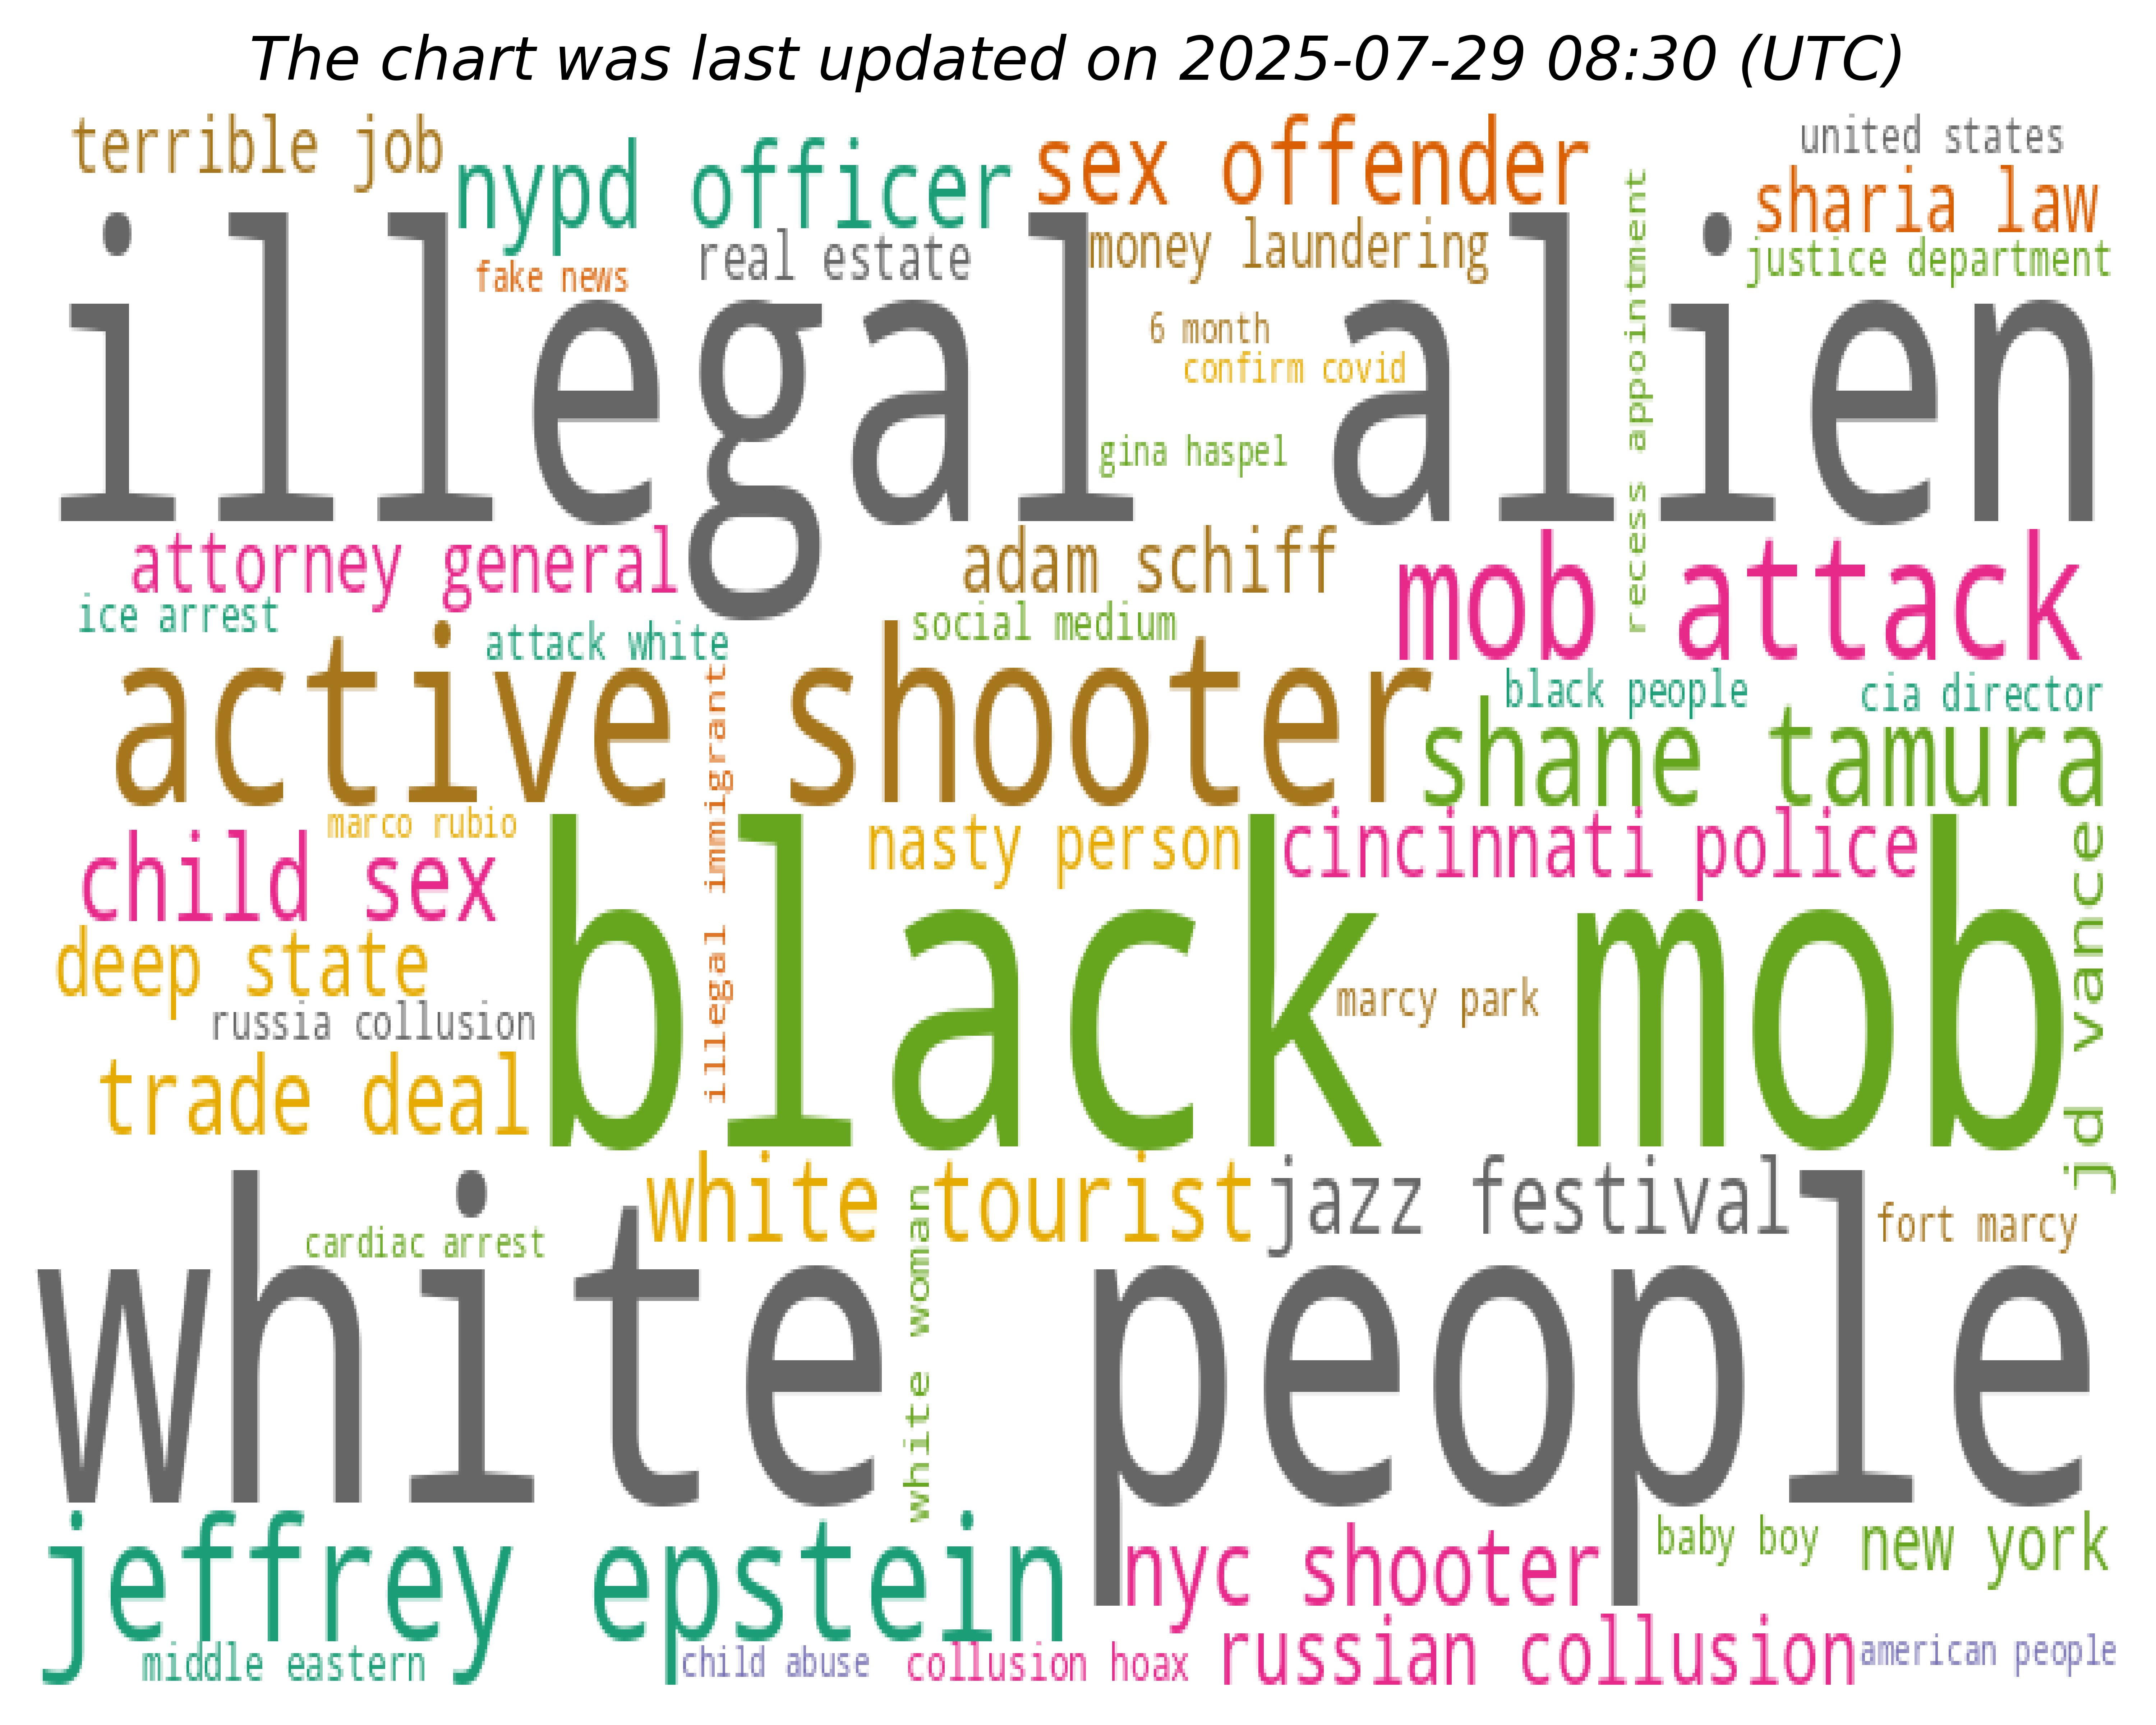 The chart was last updated on 2025-07-29 08:30 (UTC)
terrible job
nypd officer
sex offender
united states
sharia law
real estate
money laundering
justice department
fake news
illegal alien
6 month
confirm covid
gina haspel
recess appointment
attorney general
adam schiff
mob attack
ice arrest
attack white
social medium
active shooter
black people
cia director
shane tamura
illegal immigrant
marco rubio
child sex
nasty person
cincinnati police
deep state
black mob
marcy park
jd vance
russia collusion
trade deal
white tourist
jazz festival
fort marcy
cardiac arrest
white people
white woman
jeffrey epstein
nyc shooter
baby boy
new york
middle eastern
child abuse
collusion hoax
russian collusion
american people